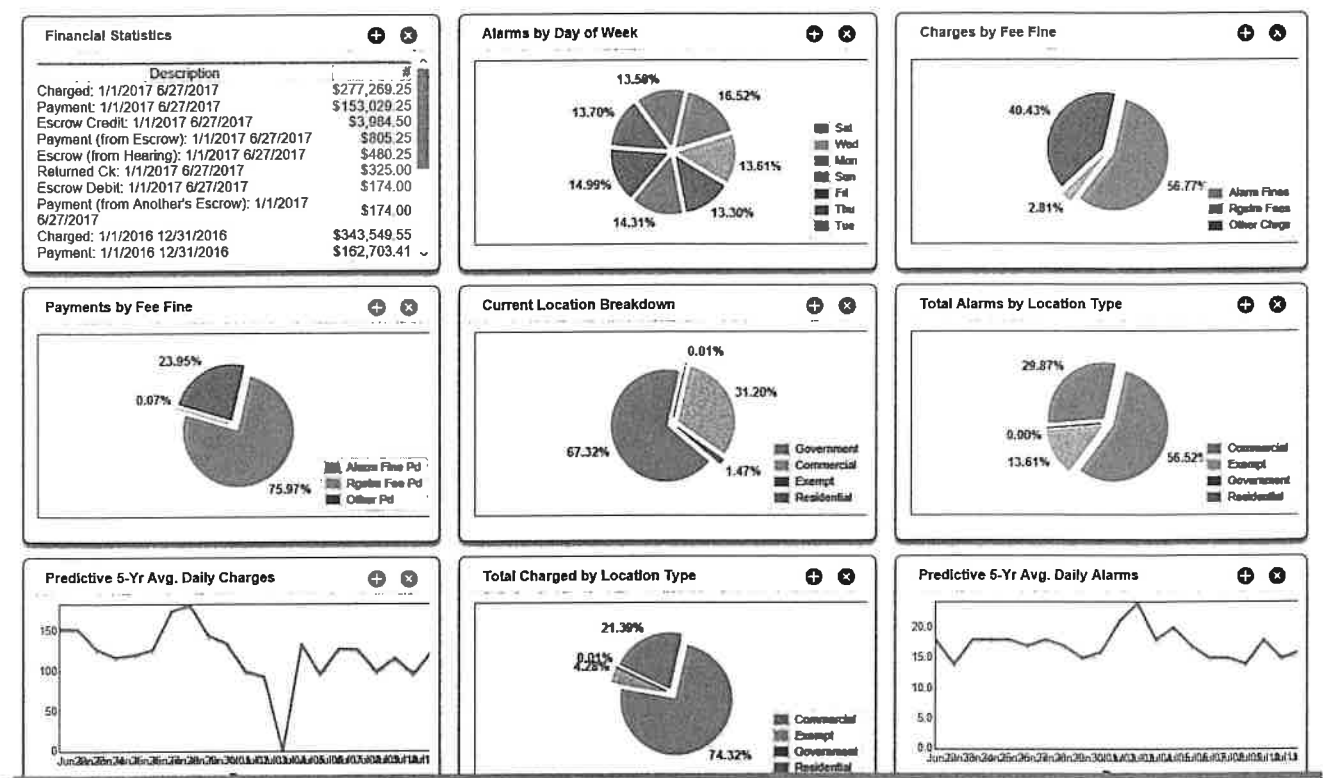 Financial Statistics
Description #
Charged: 1/1/2017 6/27/2017 $277,269.25
Payment: 1/1/2017 6/27/2017 $153,029.25
Escrow Credit: 1/1/2017 6/27/2017 $3,984.50
Payment (from Escrow): 1/1/2017 6/27/2017 $805.25
Escrow (from Hearing): 1/1/2017 6/27/2017 $480.25
Returned Ck: 1/1/2017 6/27/2017 $325.00
Escrow Debit: 1/1/2017 6/27/2017 $174.00
Payment (from Another's Escrow): 1/1/2017
6/27/2017 $174.00
Charged: 1/1/2016 12/31/2016 $343,549.55
Payment: 1/1/2016 12/31/2016 $162,703.41
Alarms by Day of Week
16.52%
13.61%
13.30%
14.31%
14.99%
13.70%
Sat
Wed
Mon
Sun
Fri
Thu
Tue
Charges by Fee Fine
40.43%
56.77%
2.81%
Alarm Fines
Rgstrn Fees
Other Chrgs
Payments by Fee Fine
23.95%
0.07%
75.97%
Alarm Fine Pd
Rgstrn Fee Pd
Other Pd
Current Location Breakdown
0.01%
31.20%
1.47%
67.32%
Government
Commercial
Exempt
Residential
Total Alarms by Location Type
29.87%
0.00%
13.61%
56.52%
Commercial
Exempt
Government
Residential
Predictive 5-Yr Avg. Daily Charges
150
100
50
0
Total Charged by Location Type
21.39%
0.01%
4.28%
74.32%
Commercial
Exempt
Government
Residential
Predictive 5-Yr Avg. Daily Alarms
20.0
15.0
10.0
5.0
0.0